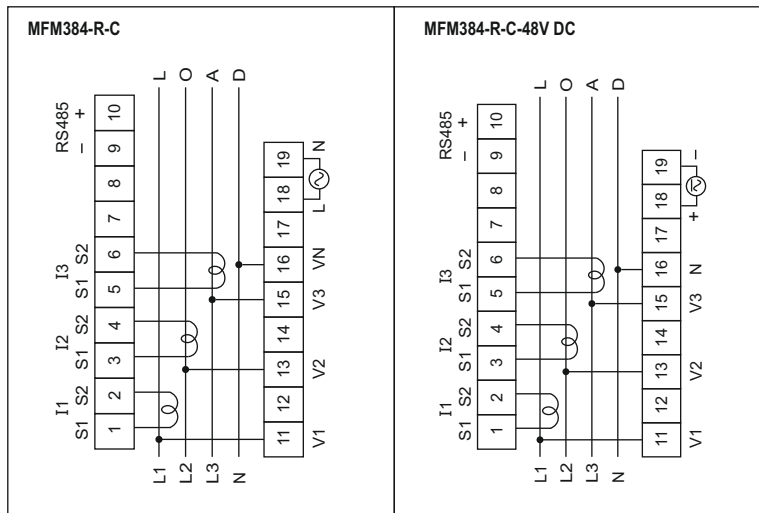 MFM384-R-C
L O A D
RS485
+ –
10
9
8
7
6
5
4
3
2
1
I3
S2
S1
I2
S2
S1
I1
S2
S1
19
18
17
16
15
14
13
12
11
N
L
VN
V3
V2
V1
L1
L2
L3
N
MFM384-R-C-48V DC
L O A D
RS485
+ –
10
9
8
7
6
5
4
3
2
1
I3
S2
S1
I2
S2
S1
I1
S2
S1
19
18
17
16
15
14
13
12
11
–
+
N
V3
V2
V1
L1
L2
L3
N